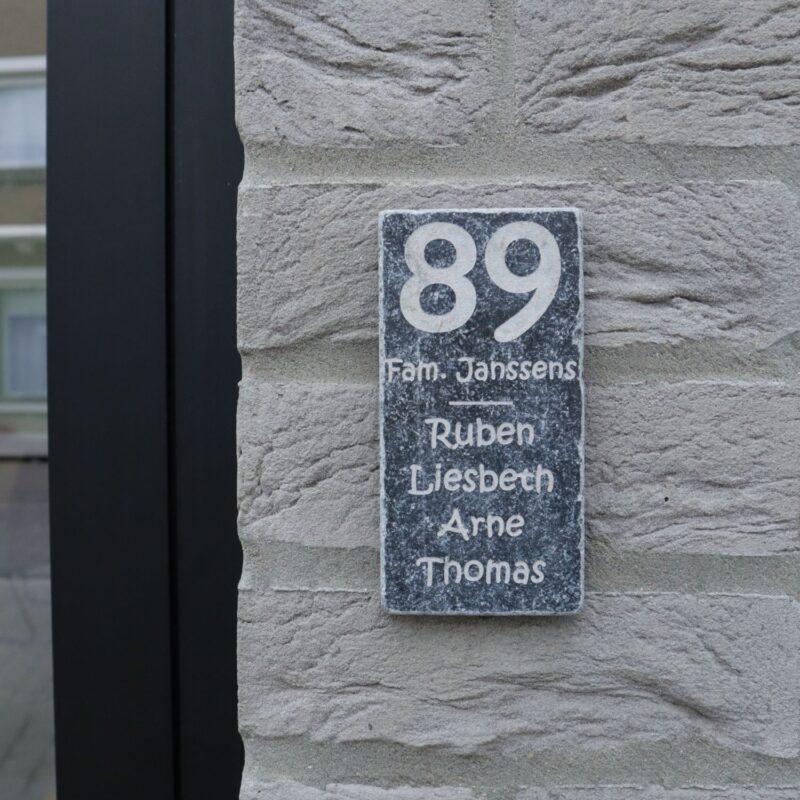 89
Fam. Janssens
Ruben
Liesbeth
Arne
Thomas